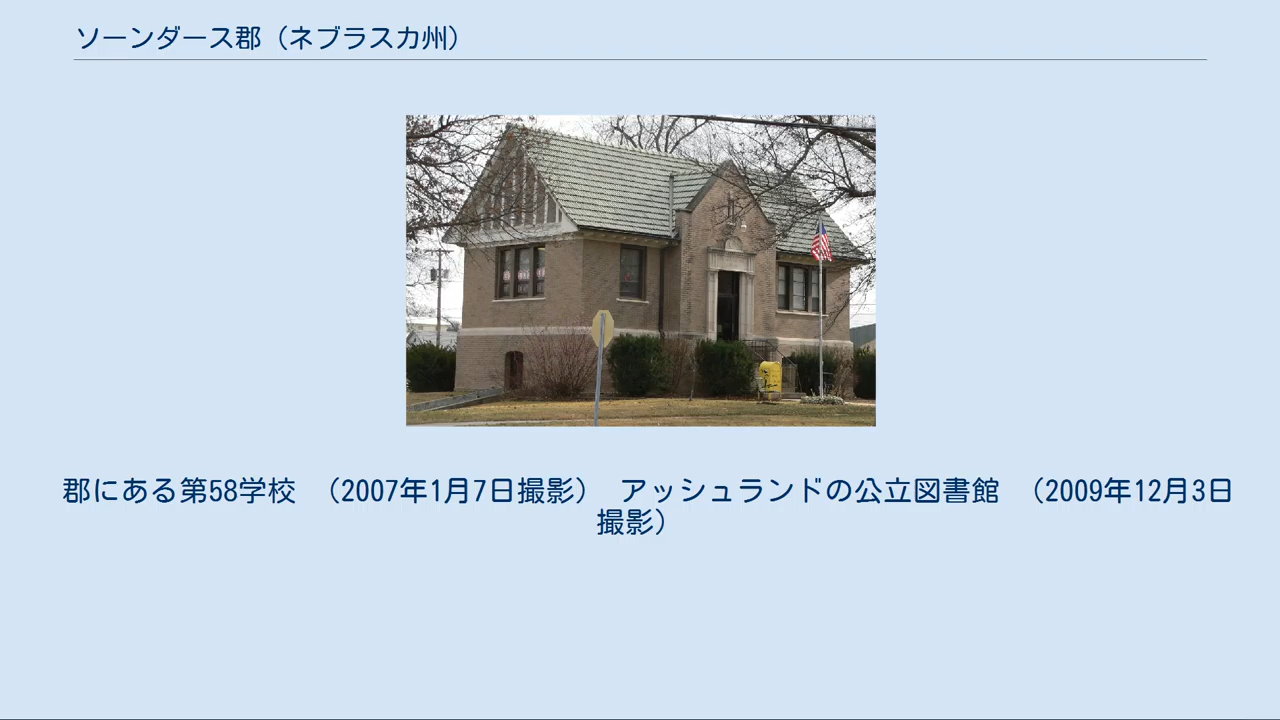 ソーンダース郡（ネブラスカ州）
郡にある第58学校　（2007年1月7日撮影）　アッシュランドの公立図書館　（2009年12月3日
撮影）